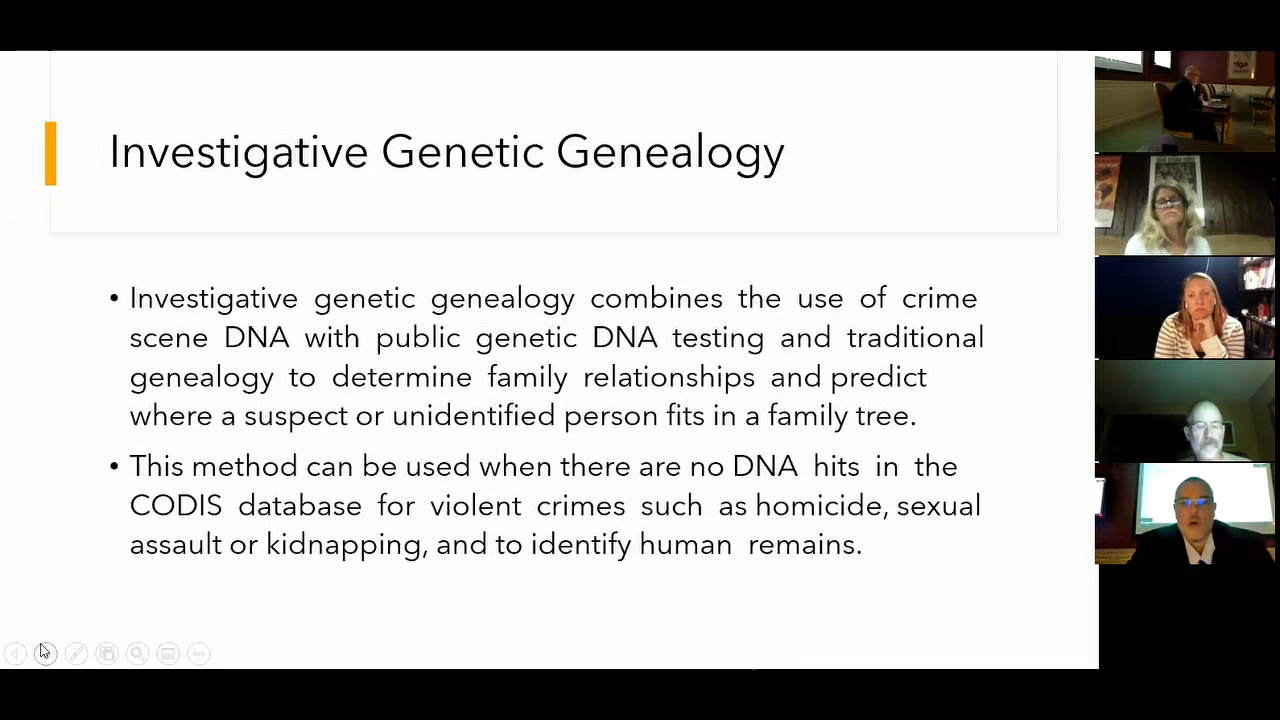 Investigative Genetic Genealogy
• Investigative genetic genealogy combines the use of crime
scene DNA with public genetic DNA testing and traditional
genealogy to determine family relationships and predict
where a suspect or unidentified person fits in a family tree.
• This method can be used when there are no DNA hits in the
CODIS database for violent crimes such as homicide, sexual
assault or kidnapping, and to identify human remains.